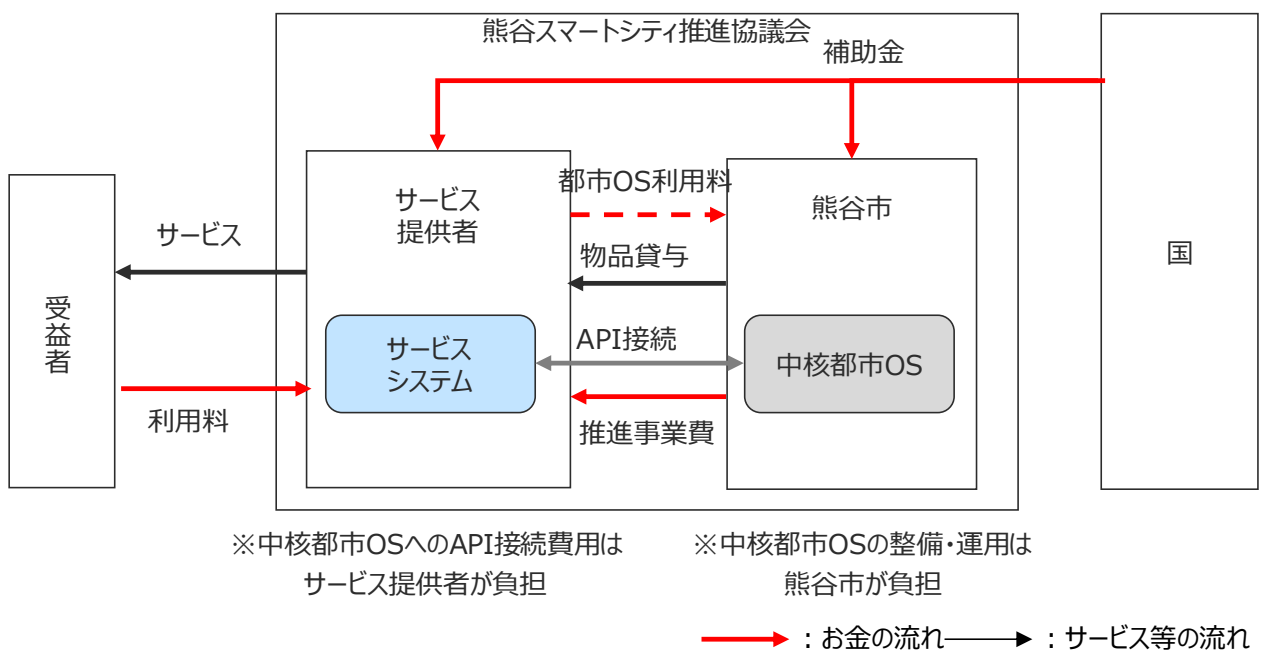 熊谷スマートシティ推進協議会
補助金
サービス
提供者
都市OS利用料
熊谷市
国
サービス
物品貸与
受益者
サービス
システム
API接続
中核都市OS
利用料
推進事業費
※中核都市OSへのAPI接続費用は
サービス提供者が負担
※中核都市OSの整備・運用は
熊谷市が負担
：お金の流れ
：サービス等の流れ